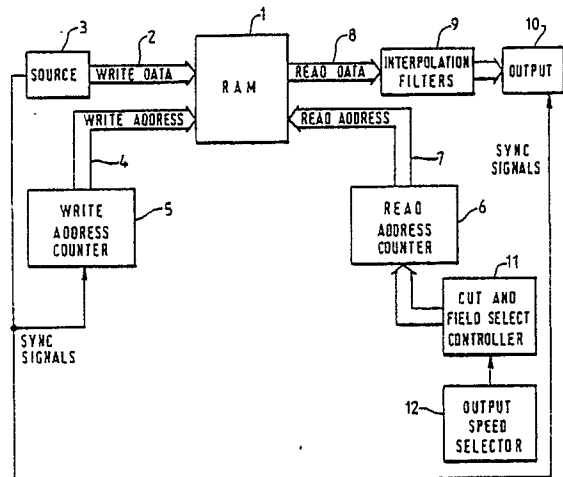 1
3
2
8
9
10
SOURCE
WRITE DATA
RAM
READ DATA
INTERPOLATION
FILTERS
OUTPUT
WRITE ADDRESS
READ ADDRESS
SYNC
SIGNALS
4
7
WRITE
ADDRESS
COUNTER
5
READ
ADDRESS
COUNTER
6
11
CUT AND
FIELD SELECT
CONTROLLER
SYNC
SIGNALS
12
OUTPUT
SPEED
SELECTOR